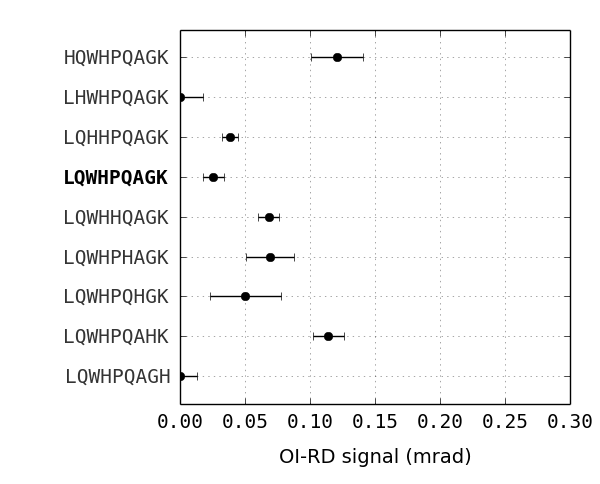 HQWHPQAGK
LHWHPQAGK
LQHHPQAGK
LQWHPQAGK
LQWHHQAGK
LQWHPHAGK
LQWHPQHGK
LQWHPQAHK
LQWHPQAGH
0.00 0.05 0.10 0.15 0.20 0.25 0.30
OI-RD signal (mrad)